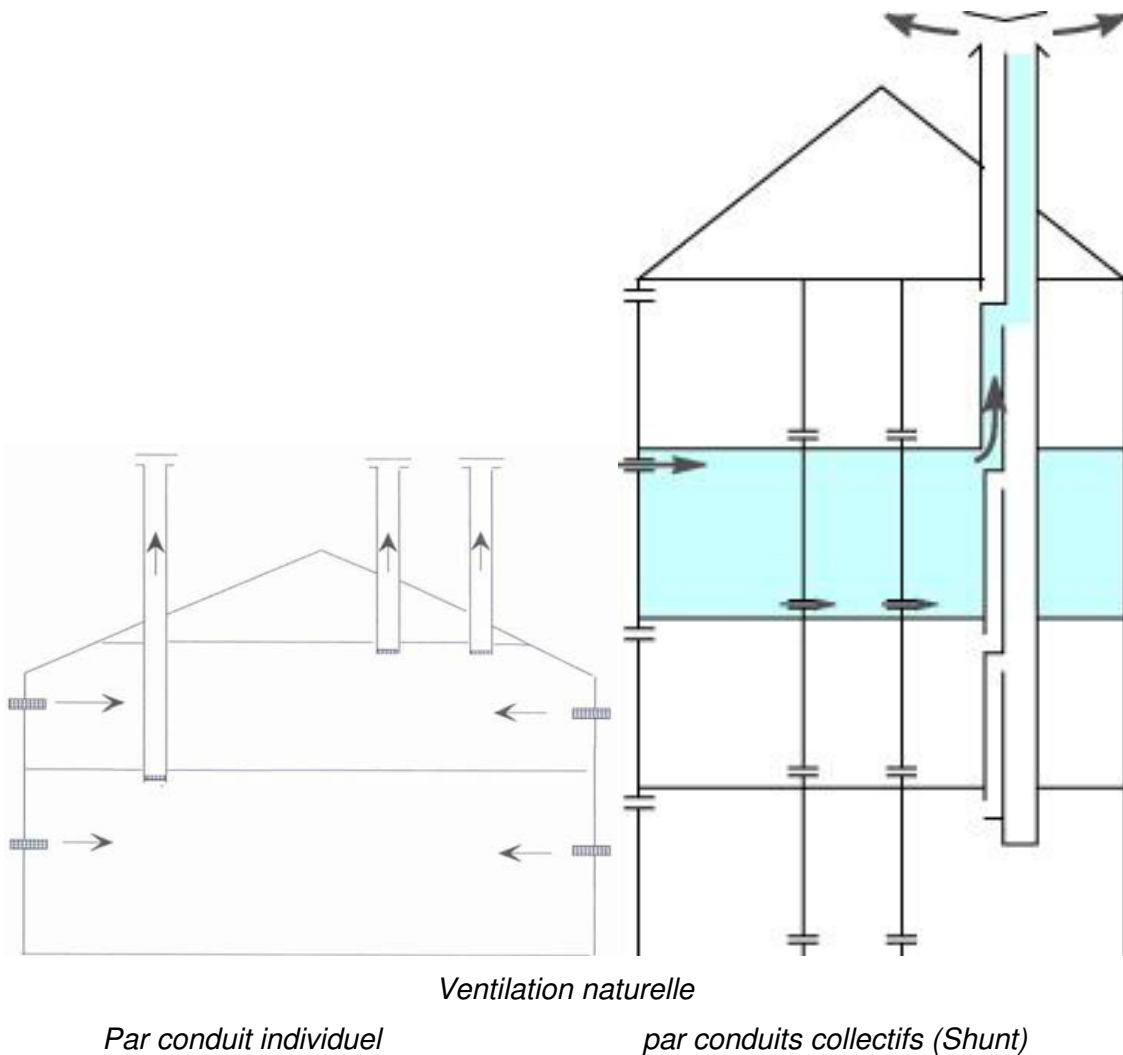 Ventilation naturelle
Par conduit individuel par conduits collectifs (Shunt)